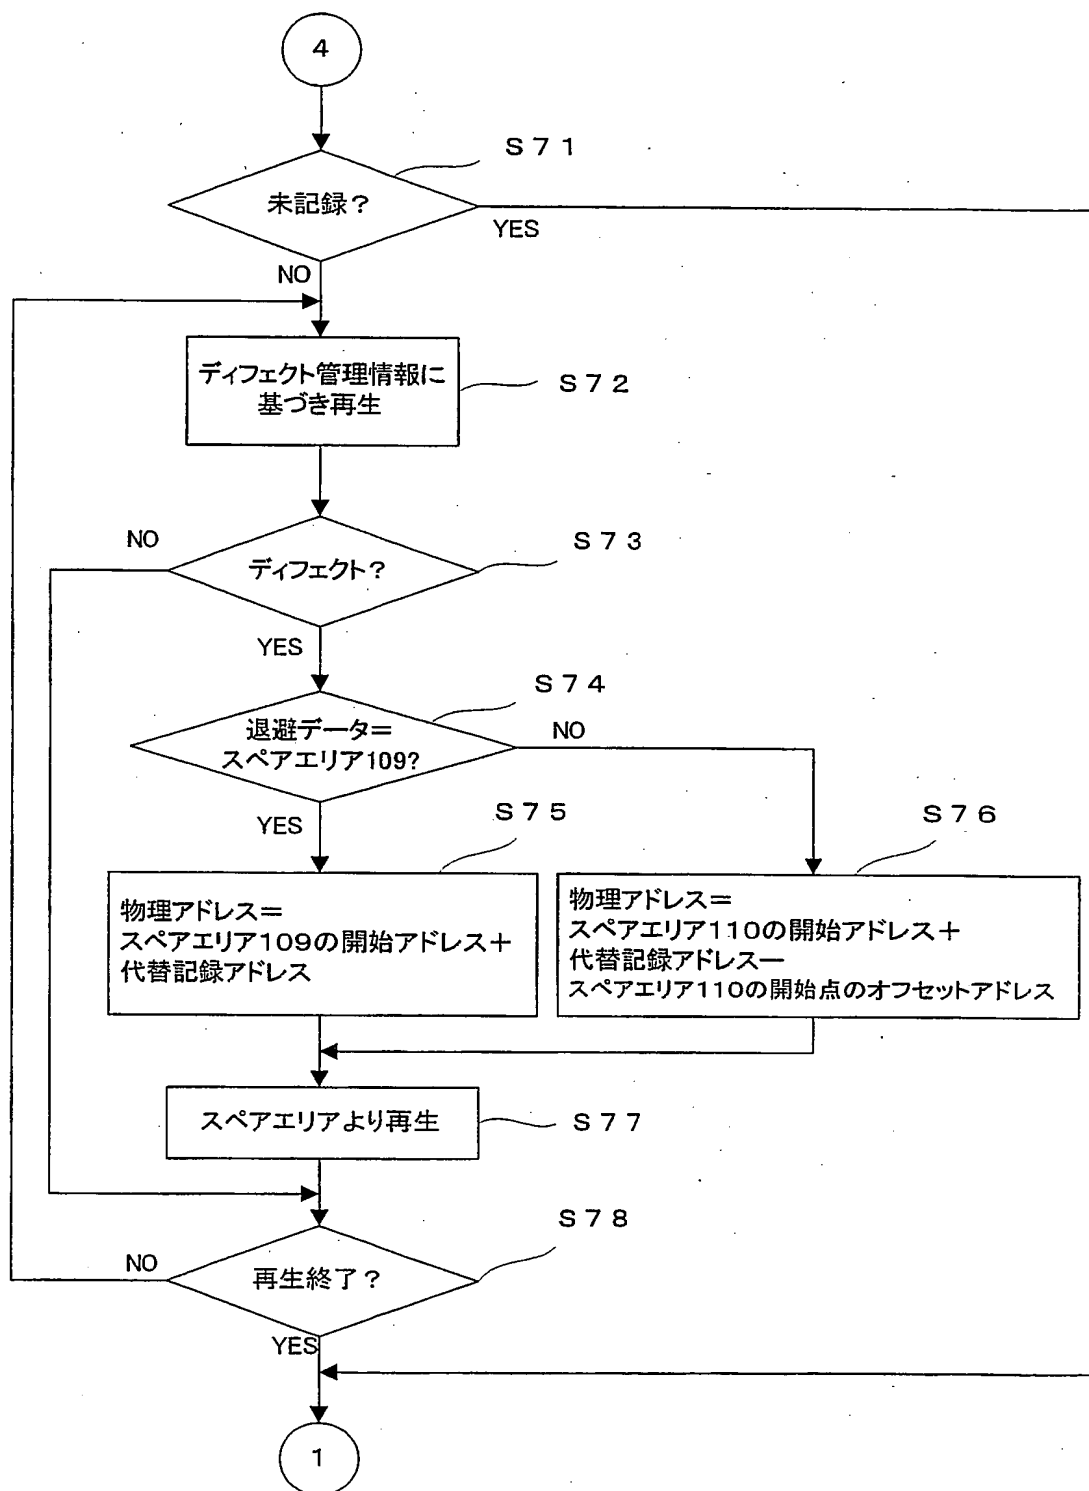 4
S71
未記録？
YES
NO
ディフェクト管理情報に
基づき再生
S72
NO
S73
ディフェクト？
YES
S74
退避データ＝
スペアエリア109?
NO
YES
S75
S76
物理アドレス＝
スペアエリア109の開始アドレス＋
代替記録アドレス
物理アドレス＝
スペアエリア110の開始アドレス＋
代替記録アドレス－
スペアエリア110の開始点のオフセットアドレス
スペアエリアより再生
S77
S78
NO
再生終了？
YES
1